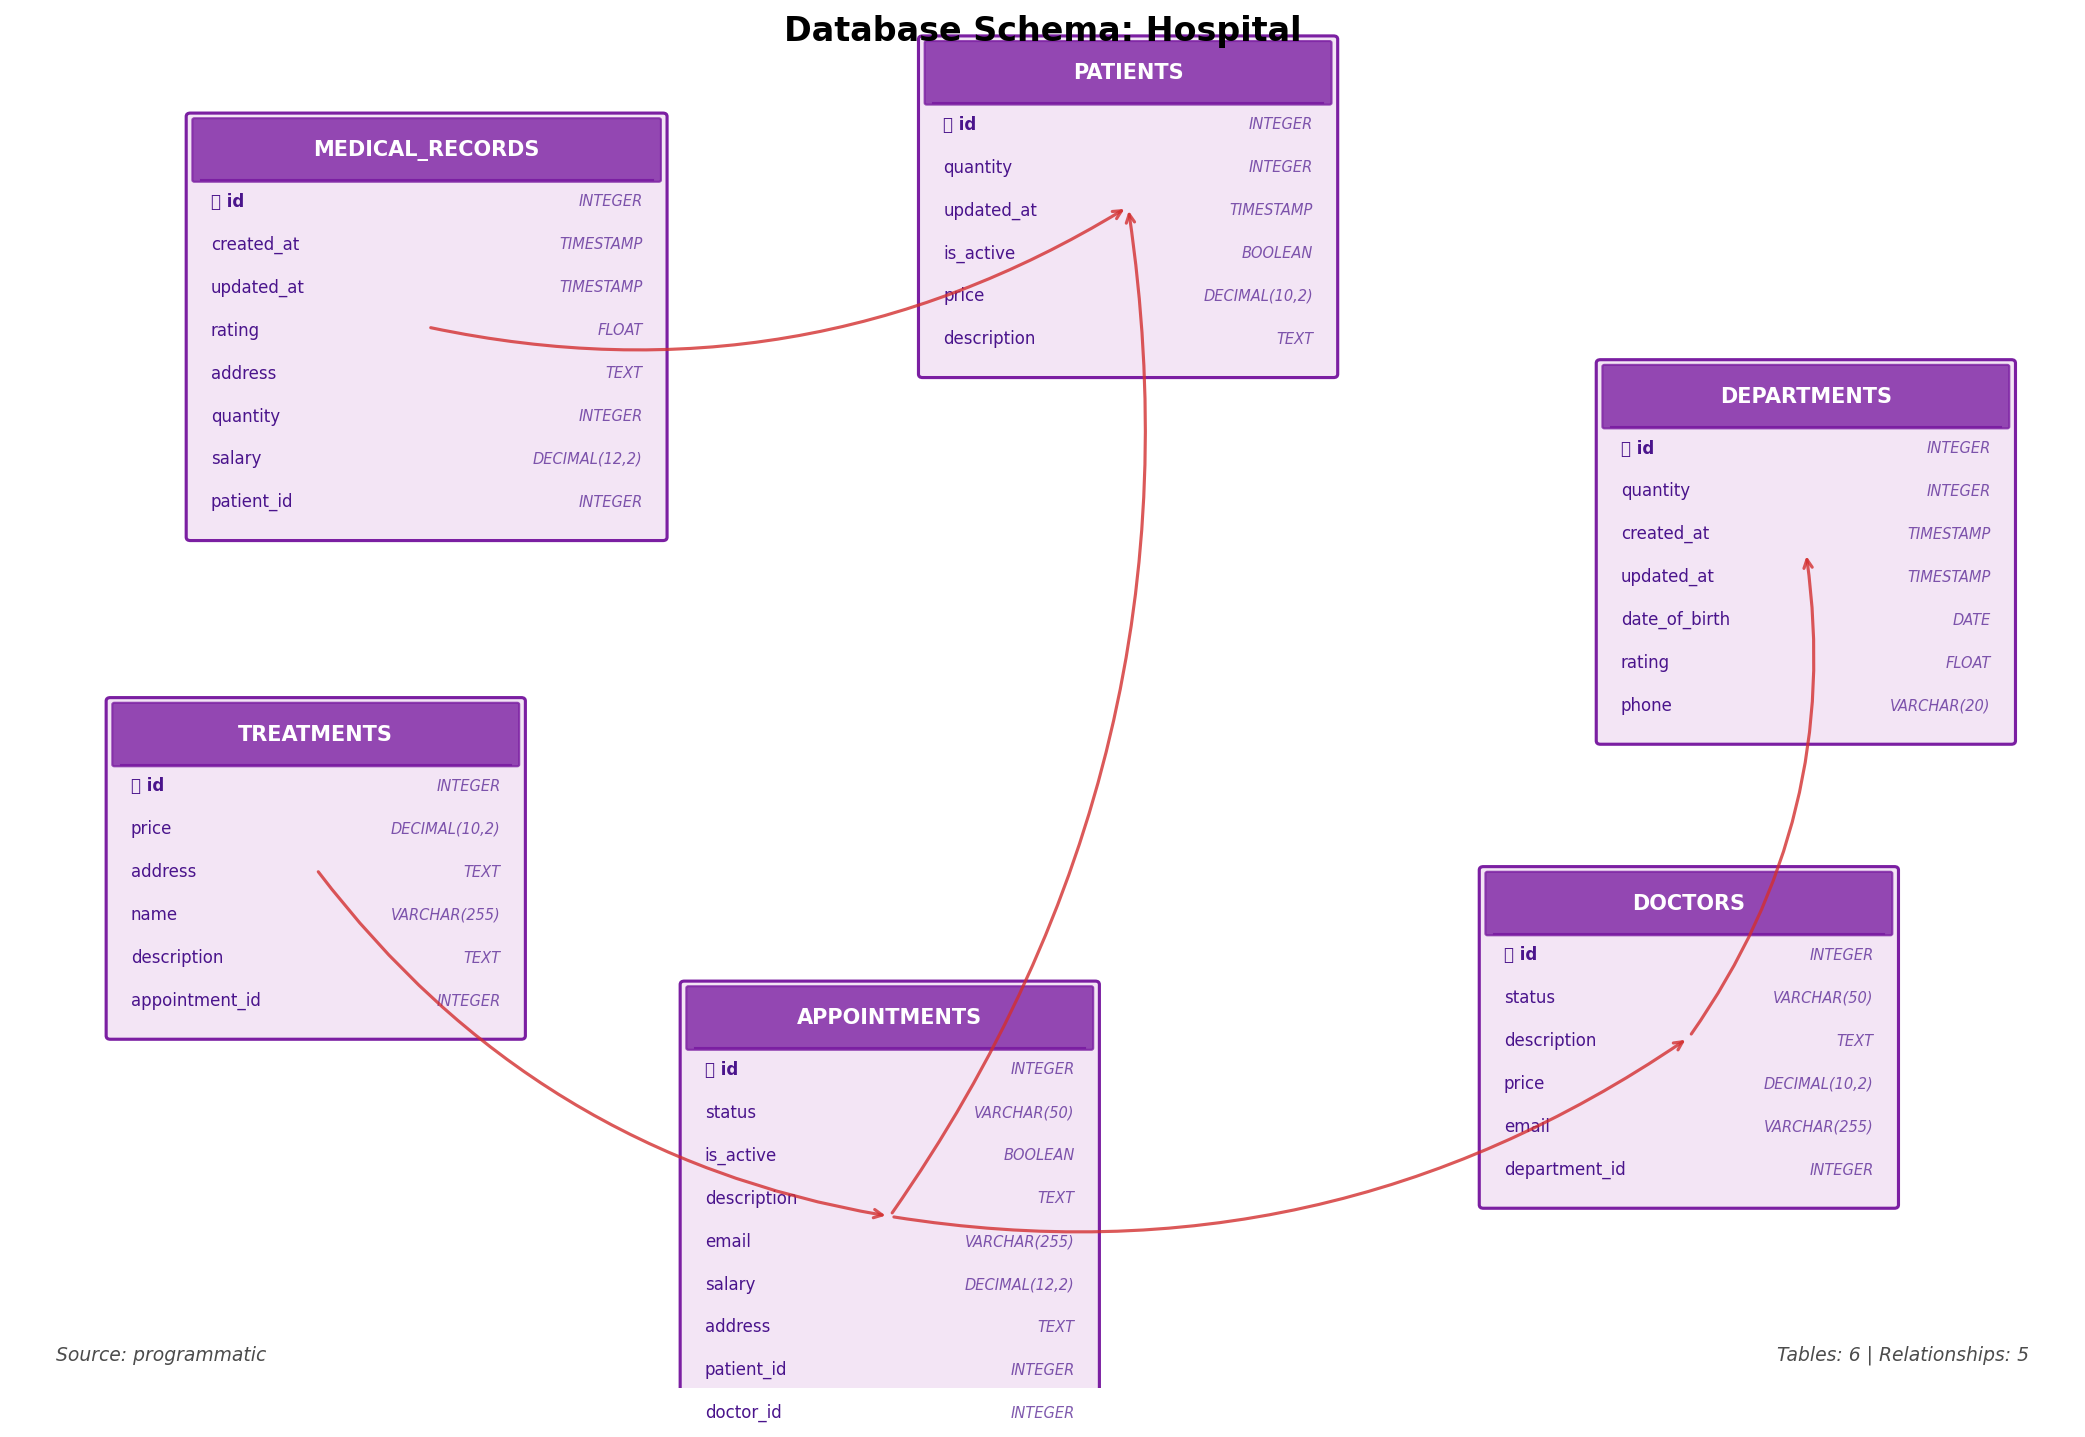 Database Schema: Hospital
PATIENTS
id INTEGER
quantity INTEGER
updated_at TIMESTAMP
is_active BOOLEAN
price DECIMAL(10,2)
description TEXT
MEDICAL_RECORDS
id INTEGER
created_at TIMESTAMP
updated_at TIMESTAMP
rating FLOAT
address TEXT
quantity INTEGER
salary DECIMAL(12,2)
patient_id INTEGER
DEPARTMENTS
id INTEGER
quantity INTEGER
created_at TIMESTAMP
updated_at TIMESTAMP
date_of_birth DATE
rating FLOAT
phone VARCHAR(20)
TREATMENTS
id INTEGER
price DECIMAL(10,2)
address TEXT
name VARCHAR(255)
description TEXT
appointment_id INTEGER
DOCTORS
id INTEGER
status VARCHAR(50)
description TEXT
price DECIMAL(10,2)
email VARCHAR(255)
department_id INTEGER
APPOINTMENTS
id INTEGER
status VARCHAR(50)
is_active BOOLEAN
description TEXT
email VARCHAR(255)
salary DECIMAL(12,2)
address TEXT
patient_id INTEGER
doctor_id INTEGER
Source: programmatic
Tables: 6 | Relationships: 5